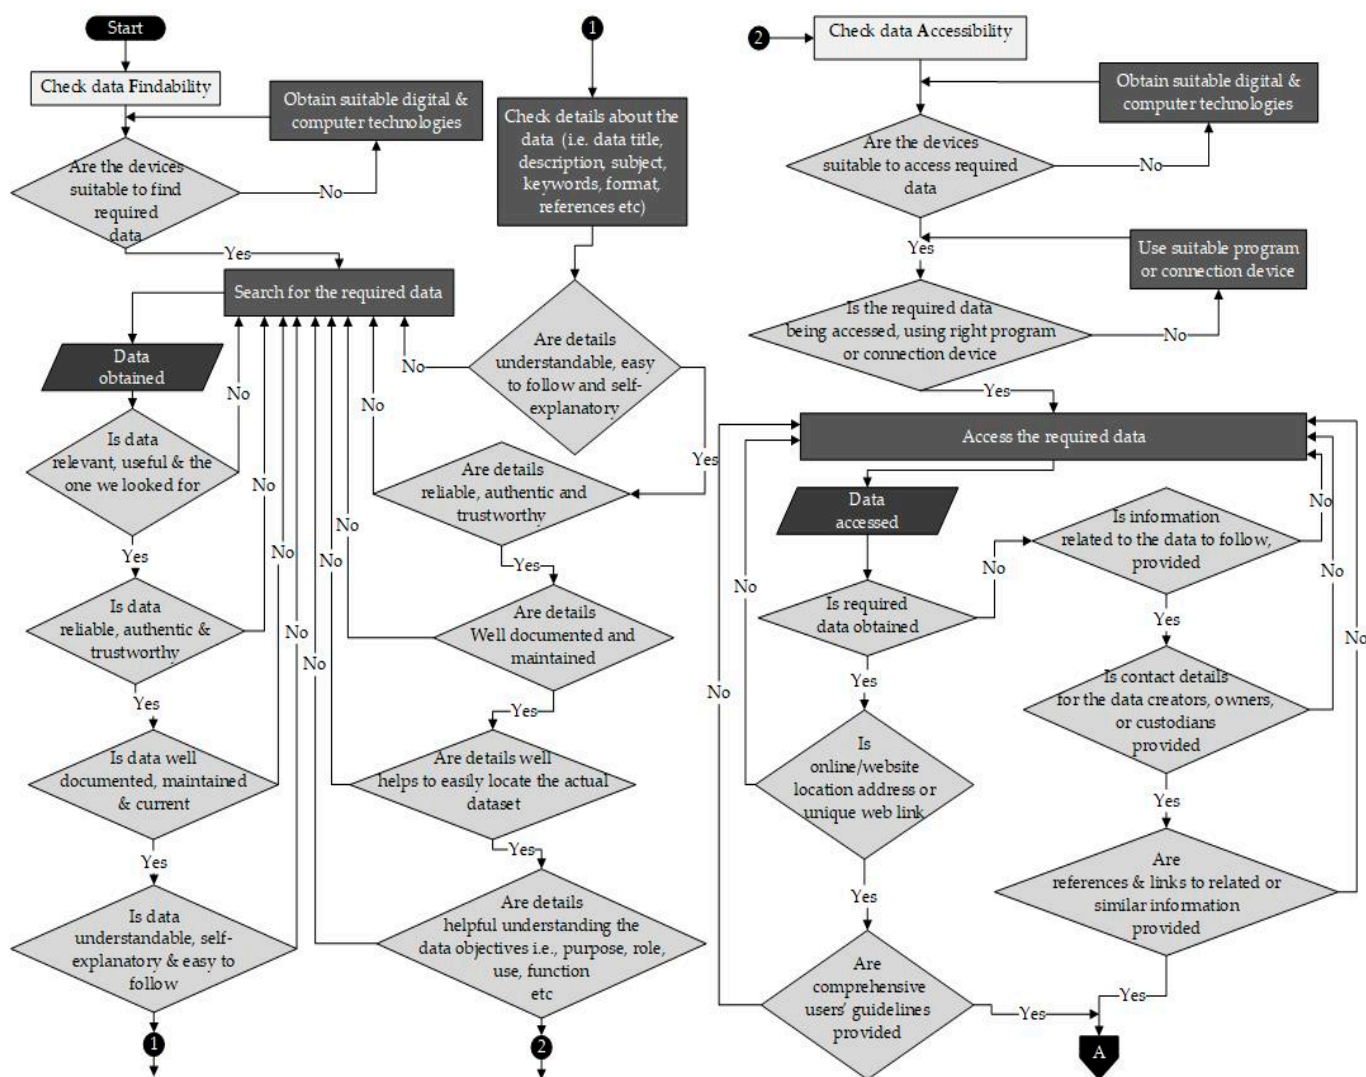 Start
Check data Findability
Obtain suitable digital &
computer technologies
Are the devices
suitable to find
required
data
No
Yes
Search for the required data
Data
obtained
No
Is data
relevant, useful & the
one we looked for
Yes
No
Is data
reliable, authentic &
trustworthy
Yes
No
Is data well
documented, maintained
& current
Yes
No
Is data
understandable, self-
explanatory & easy to
follow
1
1
Check details about the
data (i.e. data title,
description, subject,
keywords, format,
references etc)
Are details
understandable, easy
to follow and self-
explanatory
No
Yes
Are details
reliable, authentic and
trustworthy
No
Yes
Are details
Well documented and
maintained
No
Yes
Are details well
helps to easily locate the actual
dataset
No
Yes
Are details
helpful understanding the
data objectives i.e., purpose, role,
use, function
etc
No
2
2
Check data Accessibility
Obtain suitable digital &
computer technologies
Are the devices
suitable to access required
data
No
Yes
Use suitable program
or connection device
Is the required data
being accessed, using right program
or connection device
No
Yes
Access the required data
Data
accessed
Is required
data obtained
No
Yes
Is
online/website
location address or
unique web link
No
Yes
Are
comprehensive
users' guidelines
provided
No
Yes
Is information
related to the data to follow,
provided
No
Yes
Is contact details
for the data creators, owners,
or custodians
provided
No
Yes
Are
references & links to related or
similar information
provided
No
Yes
A